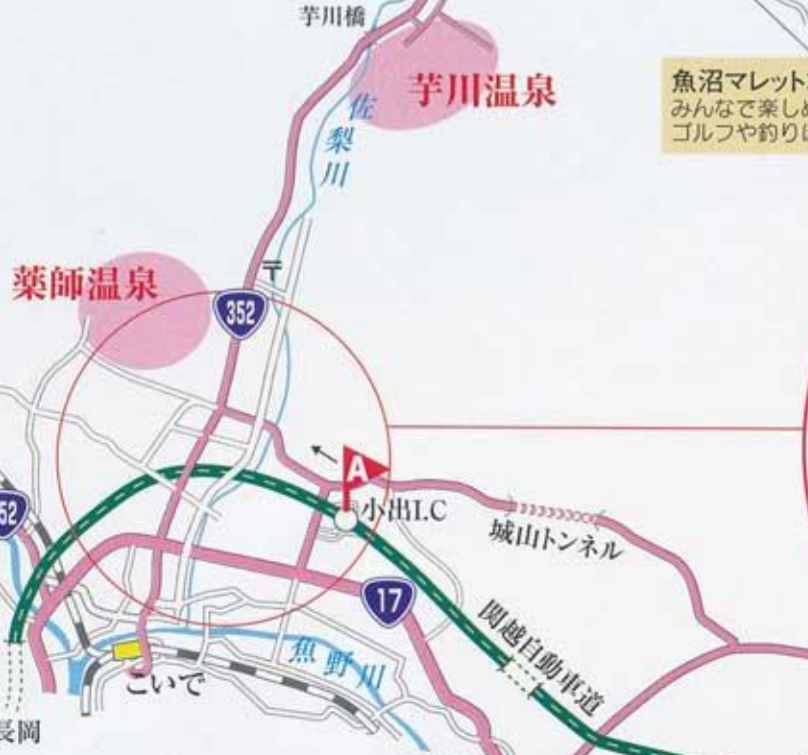 芋川橋
芋川温泉
佐梨川
魚沼マレット
みんなで楽し
ゴルフや釣り
〒
薬師温泉
352
A
小出I.C
52
城山トンネル
17
関越自動車道
魚野川
こいで
長岡